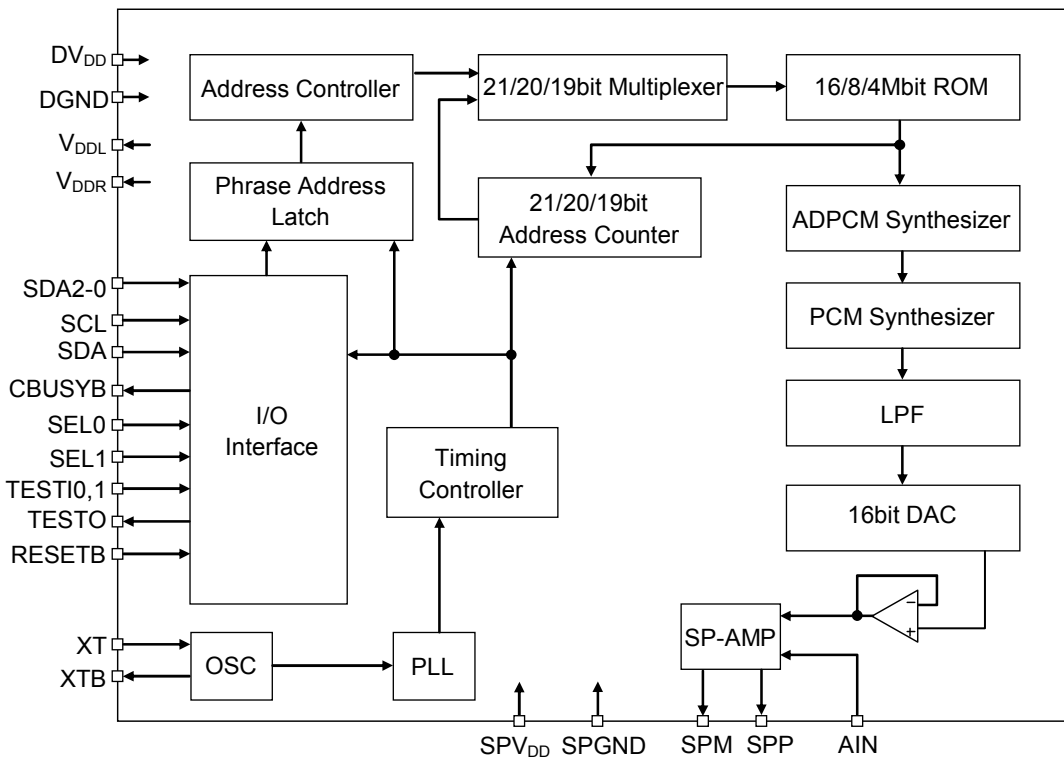 DVDD
DGND
VDDL
VDDR
SDA2-0
SCL
SDA
CBUSYB
SEL0
SEL1
TESTI0,1
TESTO
RESETB
XT
XTB
Address Controller
21/20/19bit Multiplexer
16/8/4Mbit ROM
Phrase Address
Latch
21/20/19bit
Address Counter
ADPCM Synthesizer
PCM Synthesizer
I/O
Interface
LPF
Timing
Controller
16bit DAC
−
+
SP-AMP
OSC
PLL
SPVDD
SPGND
SPM
SPP
AIN